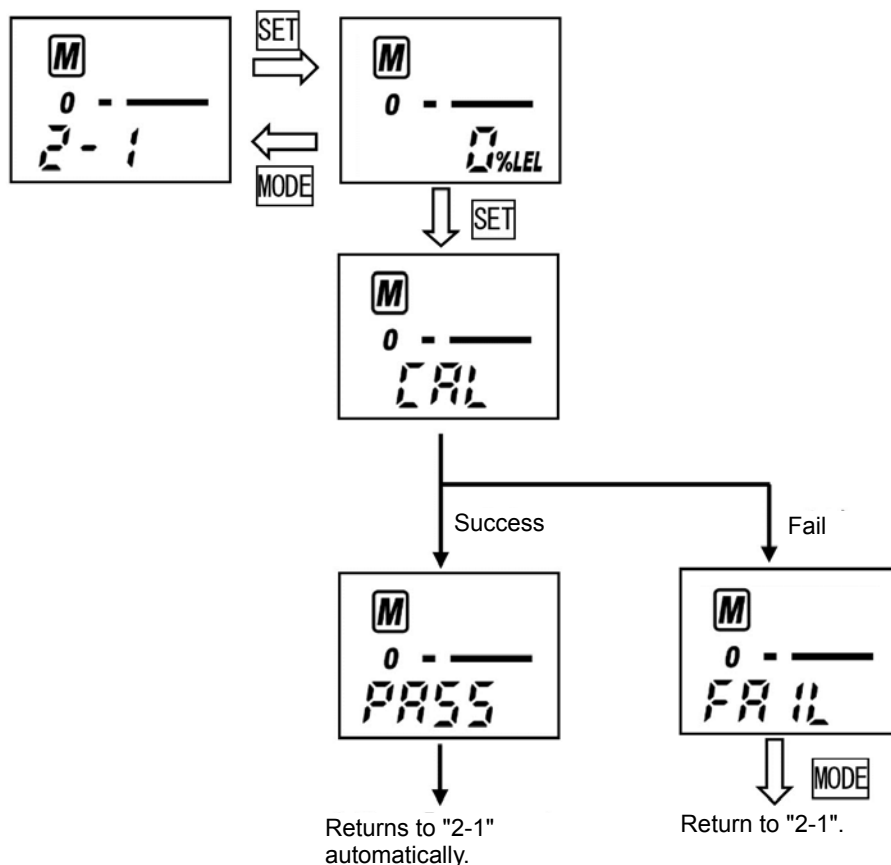 SET
M
0
2-1
M
0
0%LEL
MODE
SET
M
0
CAL
Success
Fail
M
0
PASS
M
0
FAIL
MODE
Returns to "2-1"
automatically.
Return to "2-1".